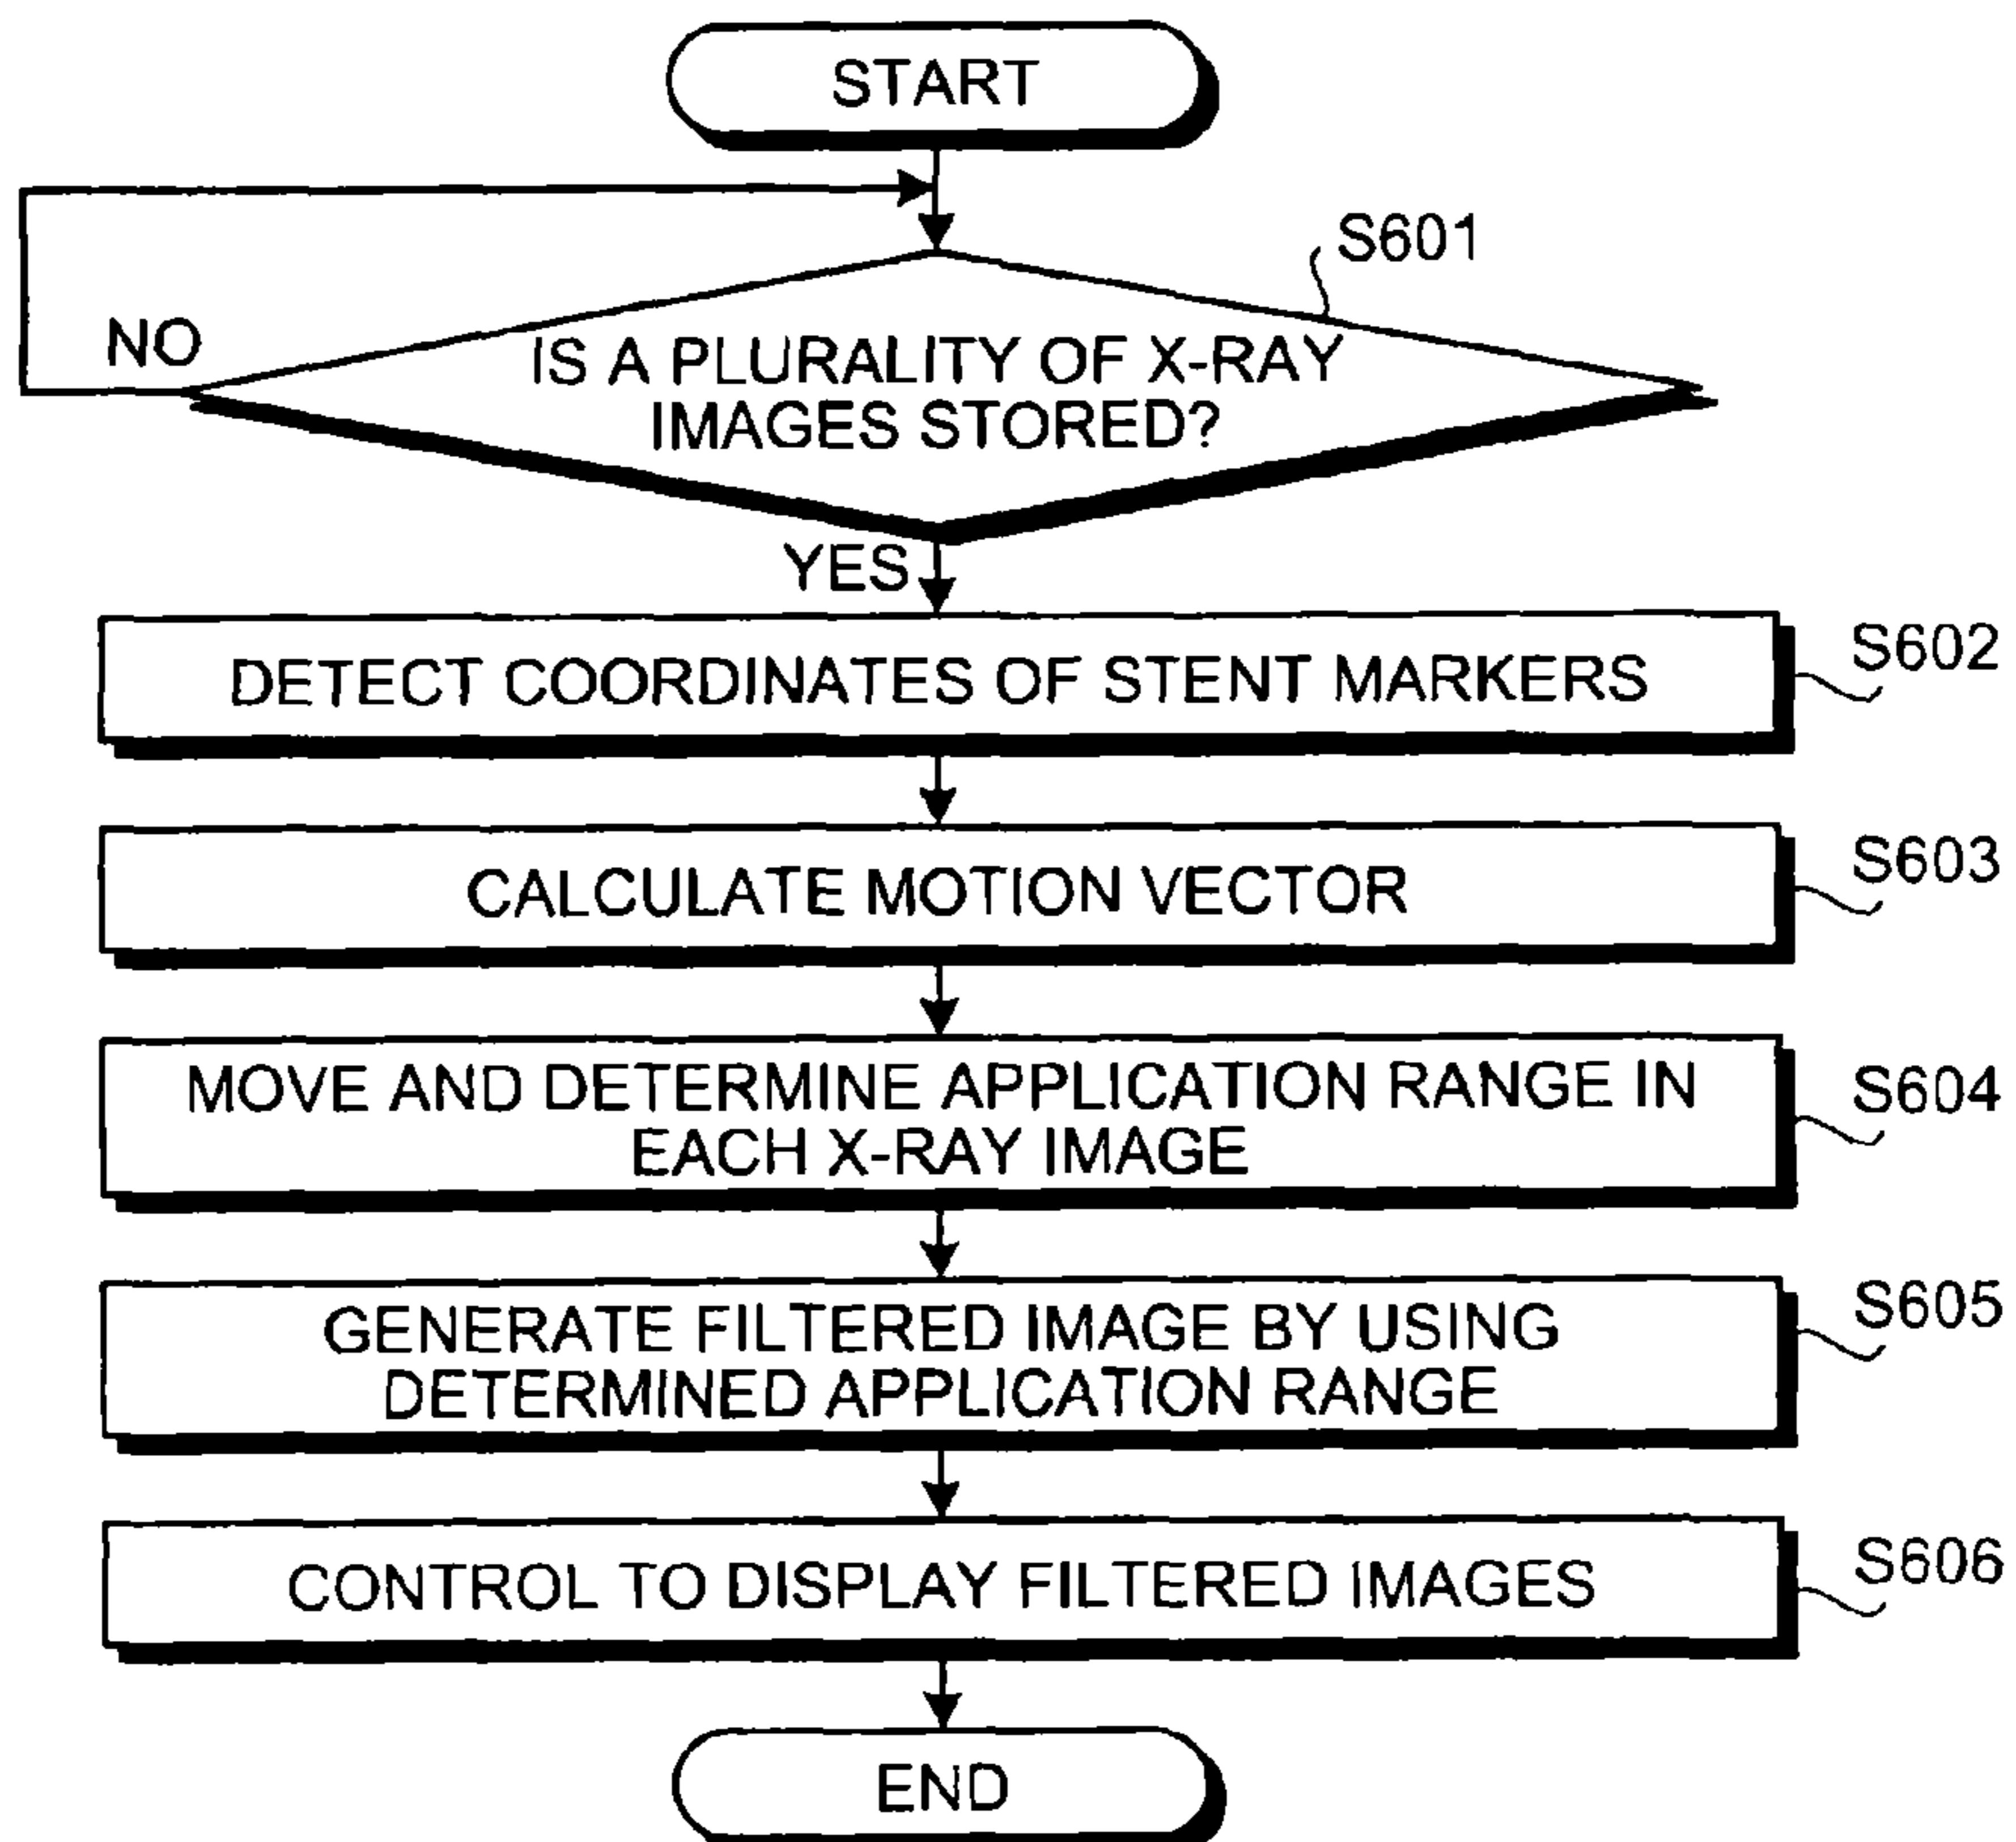 START
S601
NO
IS A PLURALITY OF X-RAY
IMAGES STORED?
YES
DETECT COORDINATES OF STENT MARKERS
S602
CALCULATE MOTION VECTOR
S603
MOVE AND DETERMINE APPLICATION RANGE IN
EACH X-RAY IMAGE
S604
GENERATE FILTERED IMAGE BY USING
DETERMINED APPLICATION RANGE
S605
CONTROL TO DISPLAY FILTERED IMAGES
S606
END